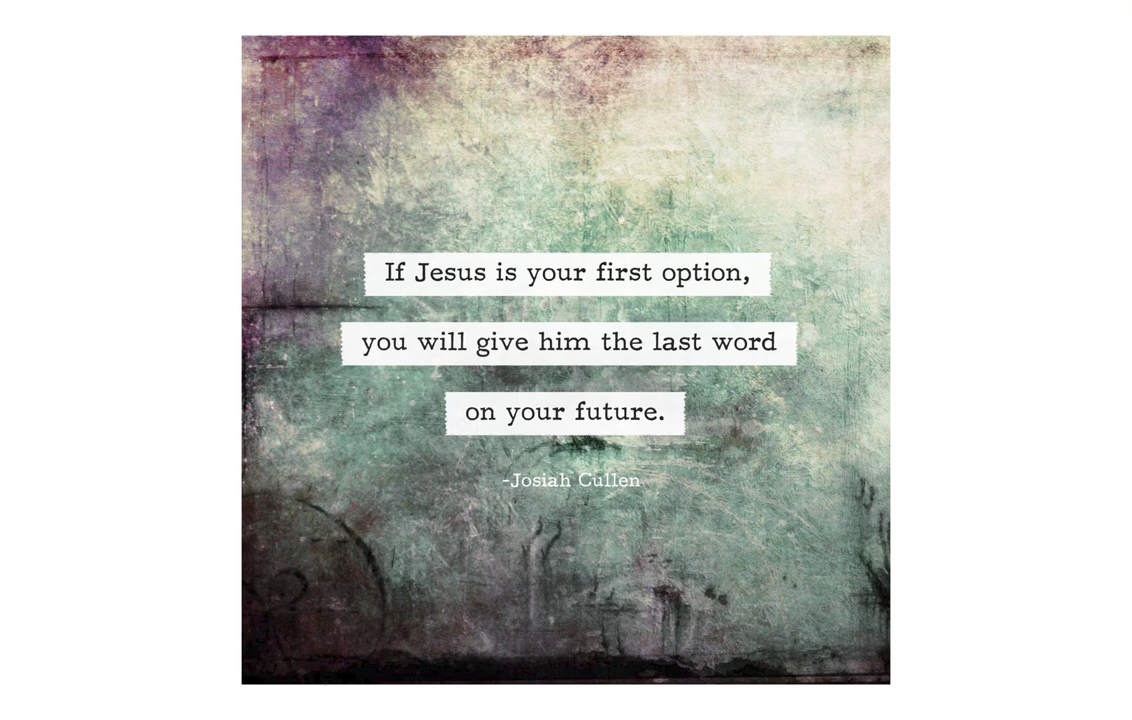 If Jesus is your first option,
you will give him the last word
on your future.
-Josiah Cullen